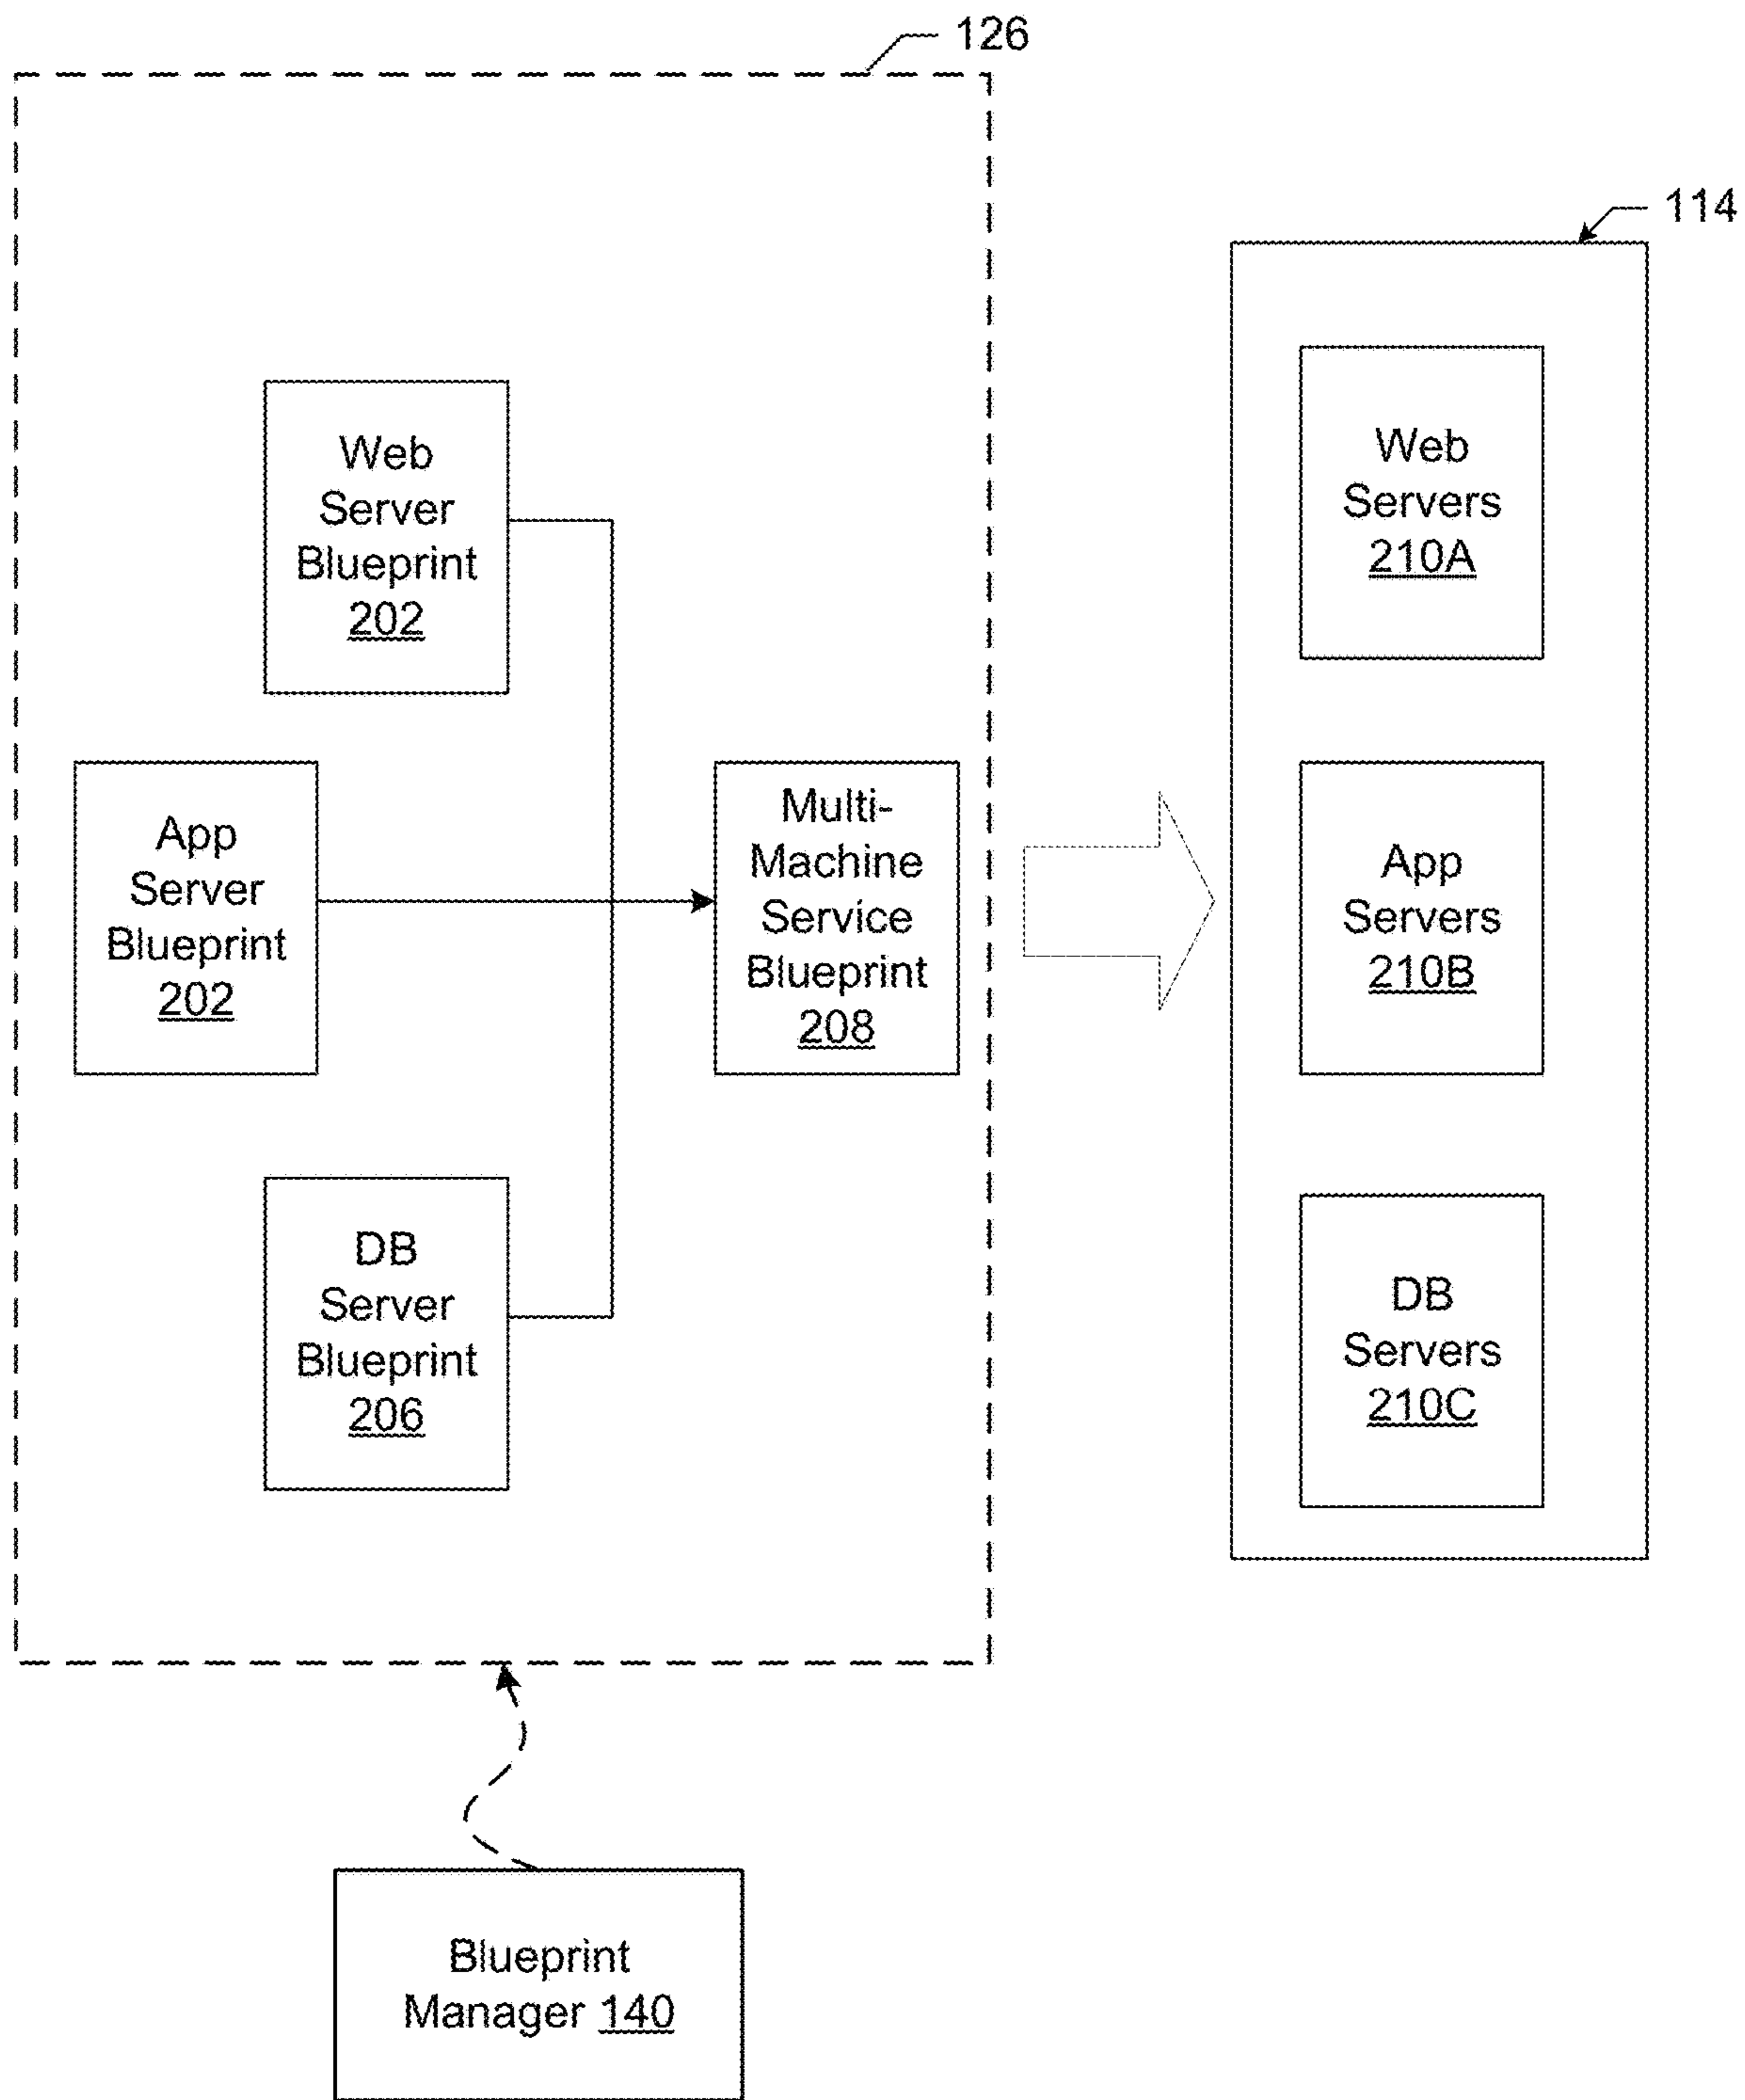 126
114
Web
Server
Blueprint
202
App
Server
Blueprint
202
DB
Server
Blueprint
206
Multi-
Machine
Service
Blueprint
208
Web
Servers
210A
App
Servers
210B
DB
Servers
210C
Blueprint
Manager 140